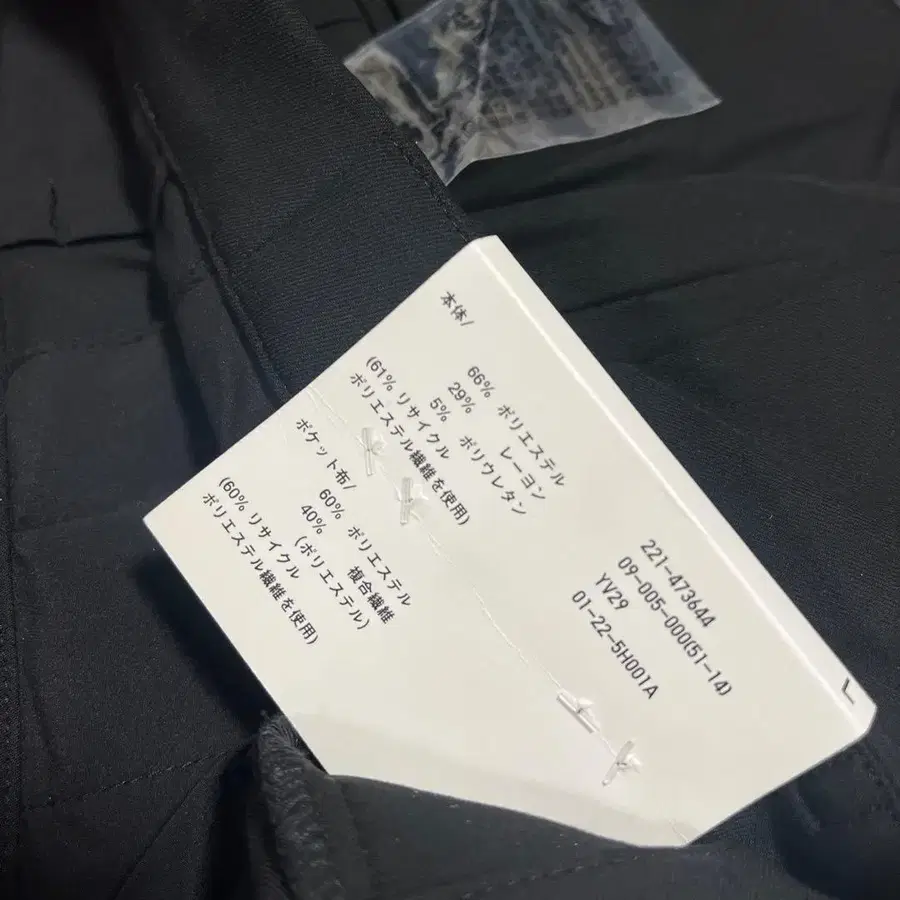 本体/
66% ポリエステル
29% レーヨン
5% ポリウレタン
(61% リサイクル
ポリエステル繊維を使用)
ポケット布/
60% ポリエステル
40% 複合繊維
(ポリエステル)
(60% リサイクル
ポリエステル繊維を使用)
221-473644
09-005-000(51-14)
YV29
01-22-5H001A